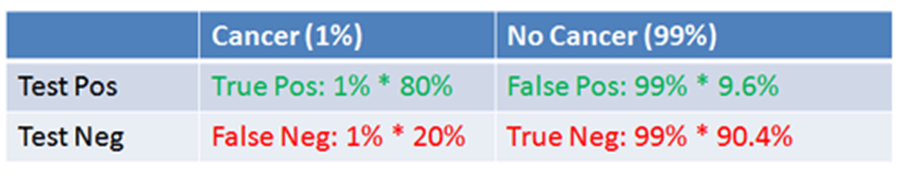 Cancer (1%) No Cancer (99%)
Test Pos True Pos: 1% * 80% False Pos: 99% * 9.6%
Test Neg False Neg: 1% * 20% True Neg: 99% * 90.4%